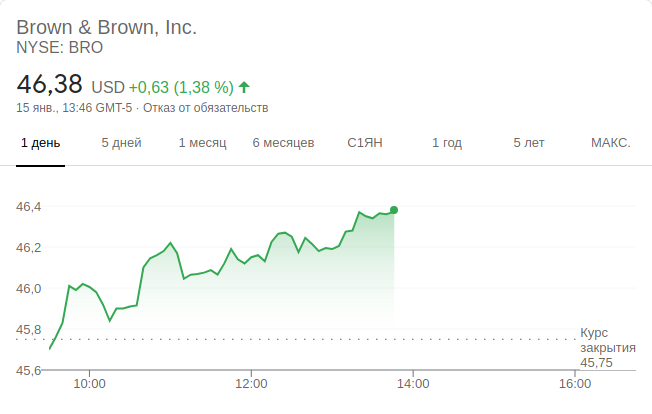 Brown & Brown, Inc.
NYSE: BRO
46,38 USD +0,63 (1,38 %)
15 янв., 13:46 GMT-5 · Отказ от обязательств
1 день 5 дней 1 месяц 6 месяцев С1ЯН 1 год 5 лет МАКС.
46,4
46,2
46,0
45,8
Курс
закрытия
45,75
45,6
10:00 12:00 14:00 16:00